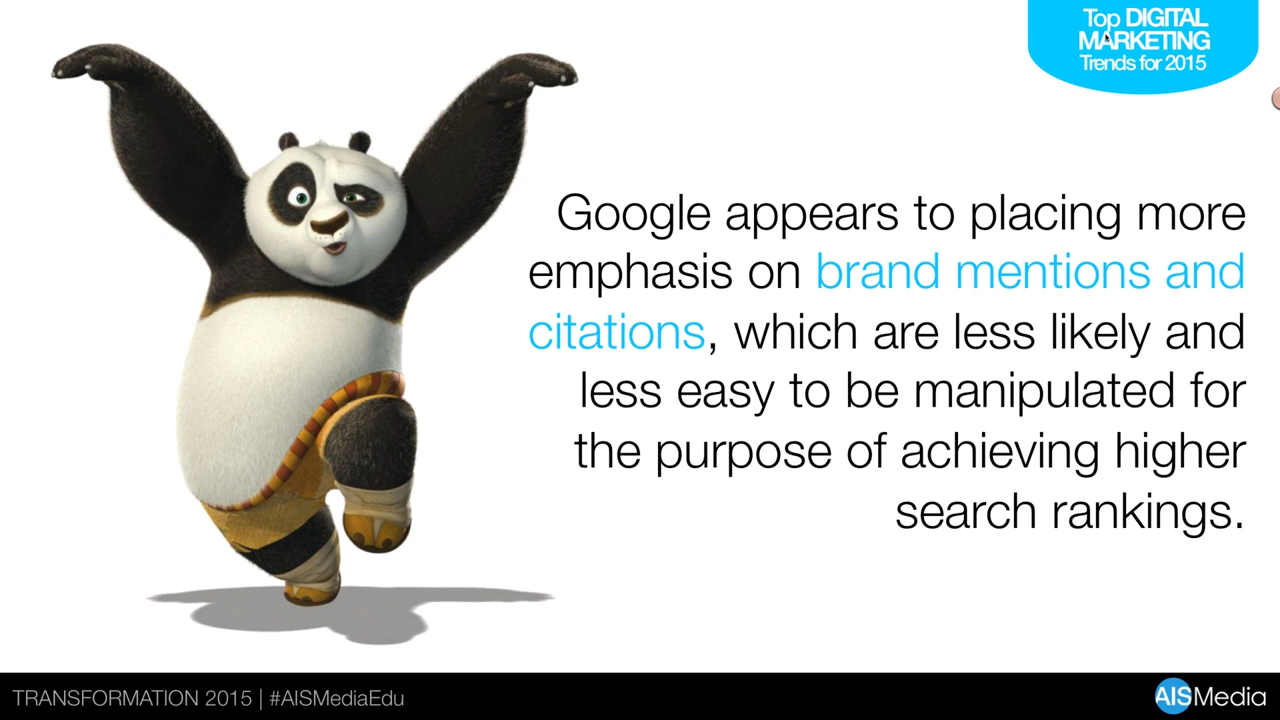 Top DIGITAL
MARKETING
Trends for 2015
Google appears to placing more
emphasis on brand mentions and
citations, which are less likely and
less easy to be manipulated for
the purpose of achieving higher
search rankings.
TRANSFORMATION 2015 | #AISMediaEdu
AISMedia